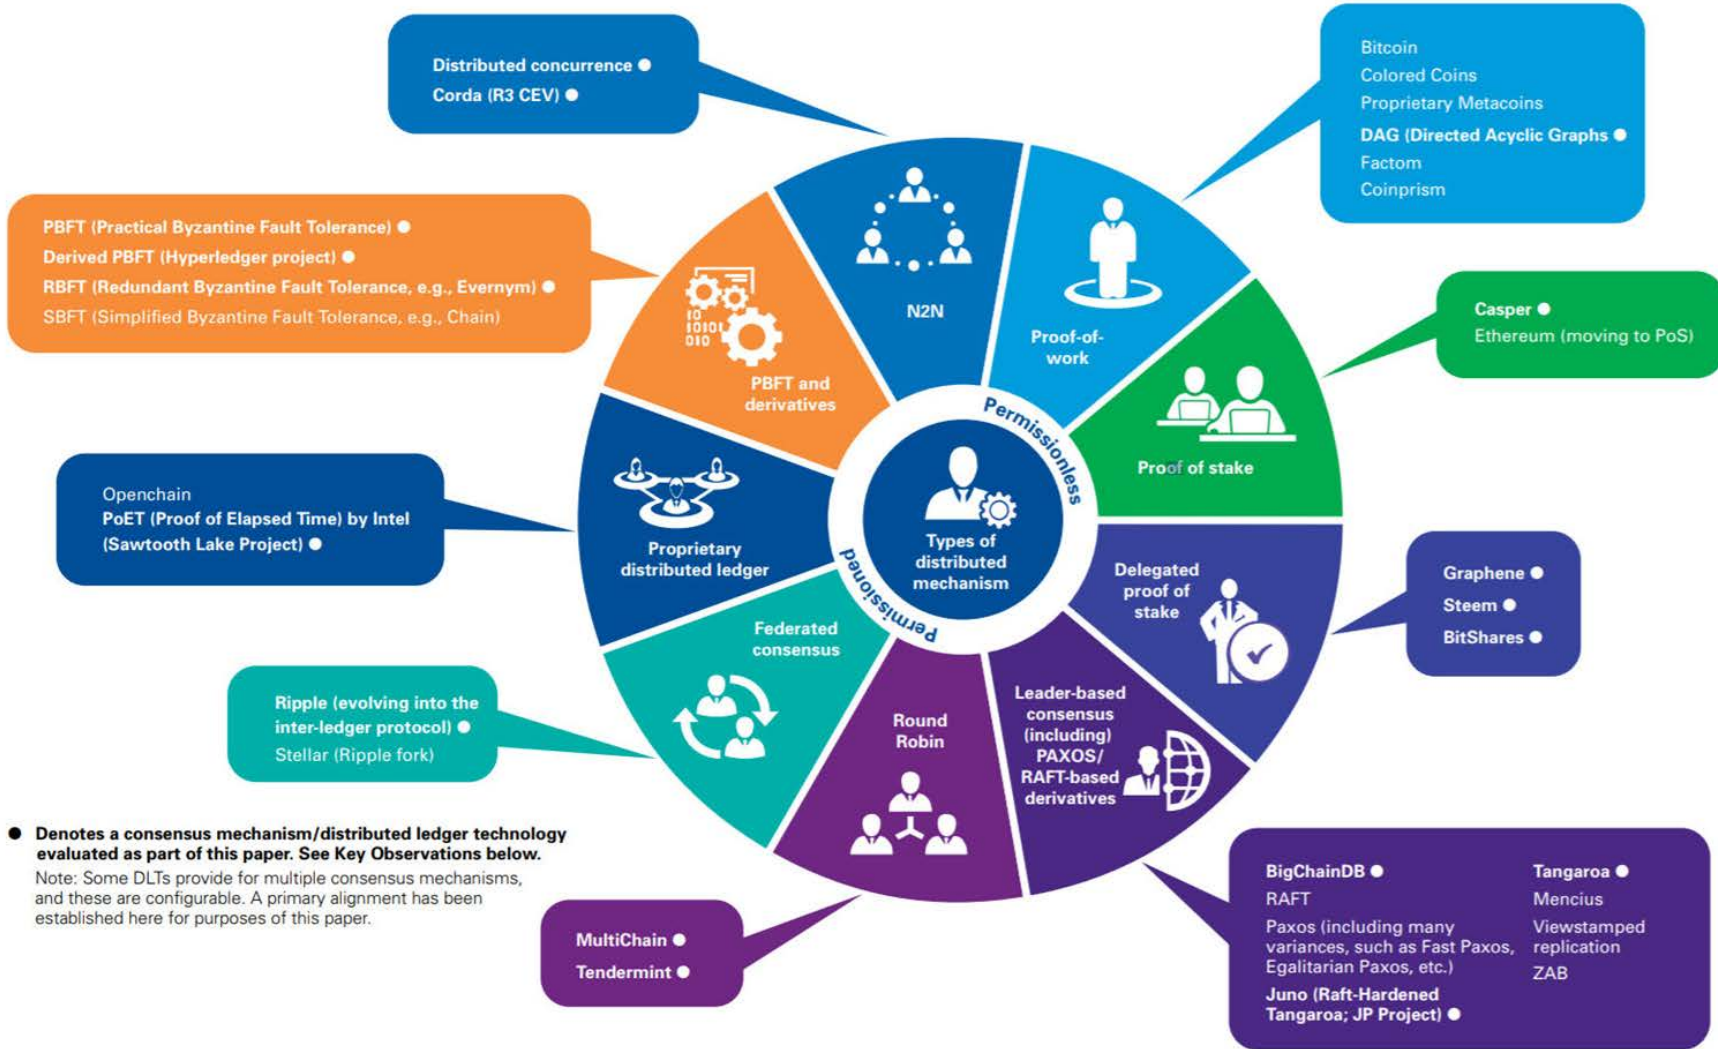 Distributed concurrence ●
Corda (R3 CEV) ●
Bitcoin
Colored Coins
Proprietary Metacoins
DAG (Directed Acyclic Graphs ●
Factom
Coinprism
PBFT (Practical Byzantine Fault Tolerance) ●
Derived PBFT (Hyperledger project) ●
RBFT (Redundant Byzantine Fault Tolerance, e.g., Evernym) ●
SBFT (Simplified Byzantine Fault Tolerance, e.g., Chain)
Casper ●
Ethereum (moving to PoS)
Openchain
PoET (Proof of Elapsed Time) by Intel
(Sawtooth Lake Project) ●
Graphene ●
Steem ●
BitShares ●
Ripple (evolving into the
inter-ledger protocol) ●
Stellar (Ripple fork)
N2N
Proof-of-
work
PBFT and
derivatives
Proof of stake
Proprietary
distributed ledger
Permissionless
Types of
distributed
mechanism
Permissioned
Delegated
proof of
stake
Federated
consensus
Round
Robin
Leader-based
consensus
(including)
PAXOS/
RAFT-based
derivatives
10
10101
010
● Denotes a consensus mechanism/distributed ledger technology
evaluated as part of this paper. See Key Observations below.
Note: Some DLTs provide for multiple consensus mechanisms,
and these are configurable. A primary alignment has been
established here for purposes of this paper.
MultiChain ●
Tendermint ●
BigChainDB ●
RAFT
Paxos (including many
variances, such as Fast Paxos,
Egalitarian Paxos, etc.)
Juno (Raft-Hardened
Tangaroa; JP Project) ●
Tangaroa ●
Mencius
Viewstamped
replication
ZAB